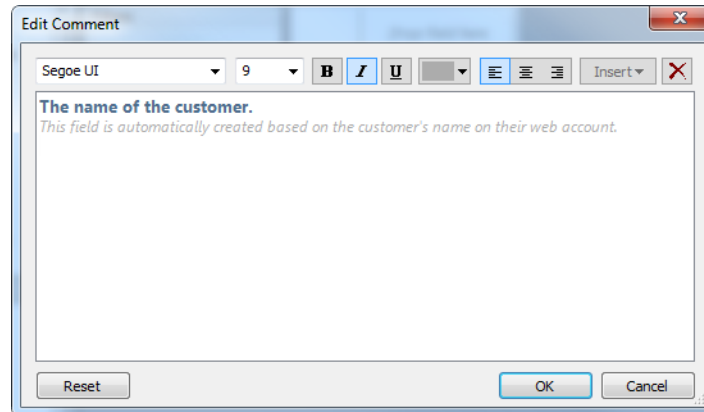 Edit Comment
Segoe UI 9 B I U Insert
The name of the customer.
This field is automatically created based on the customer's name on their web account.
Reset OK Cancel